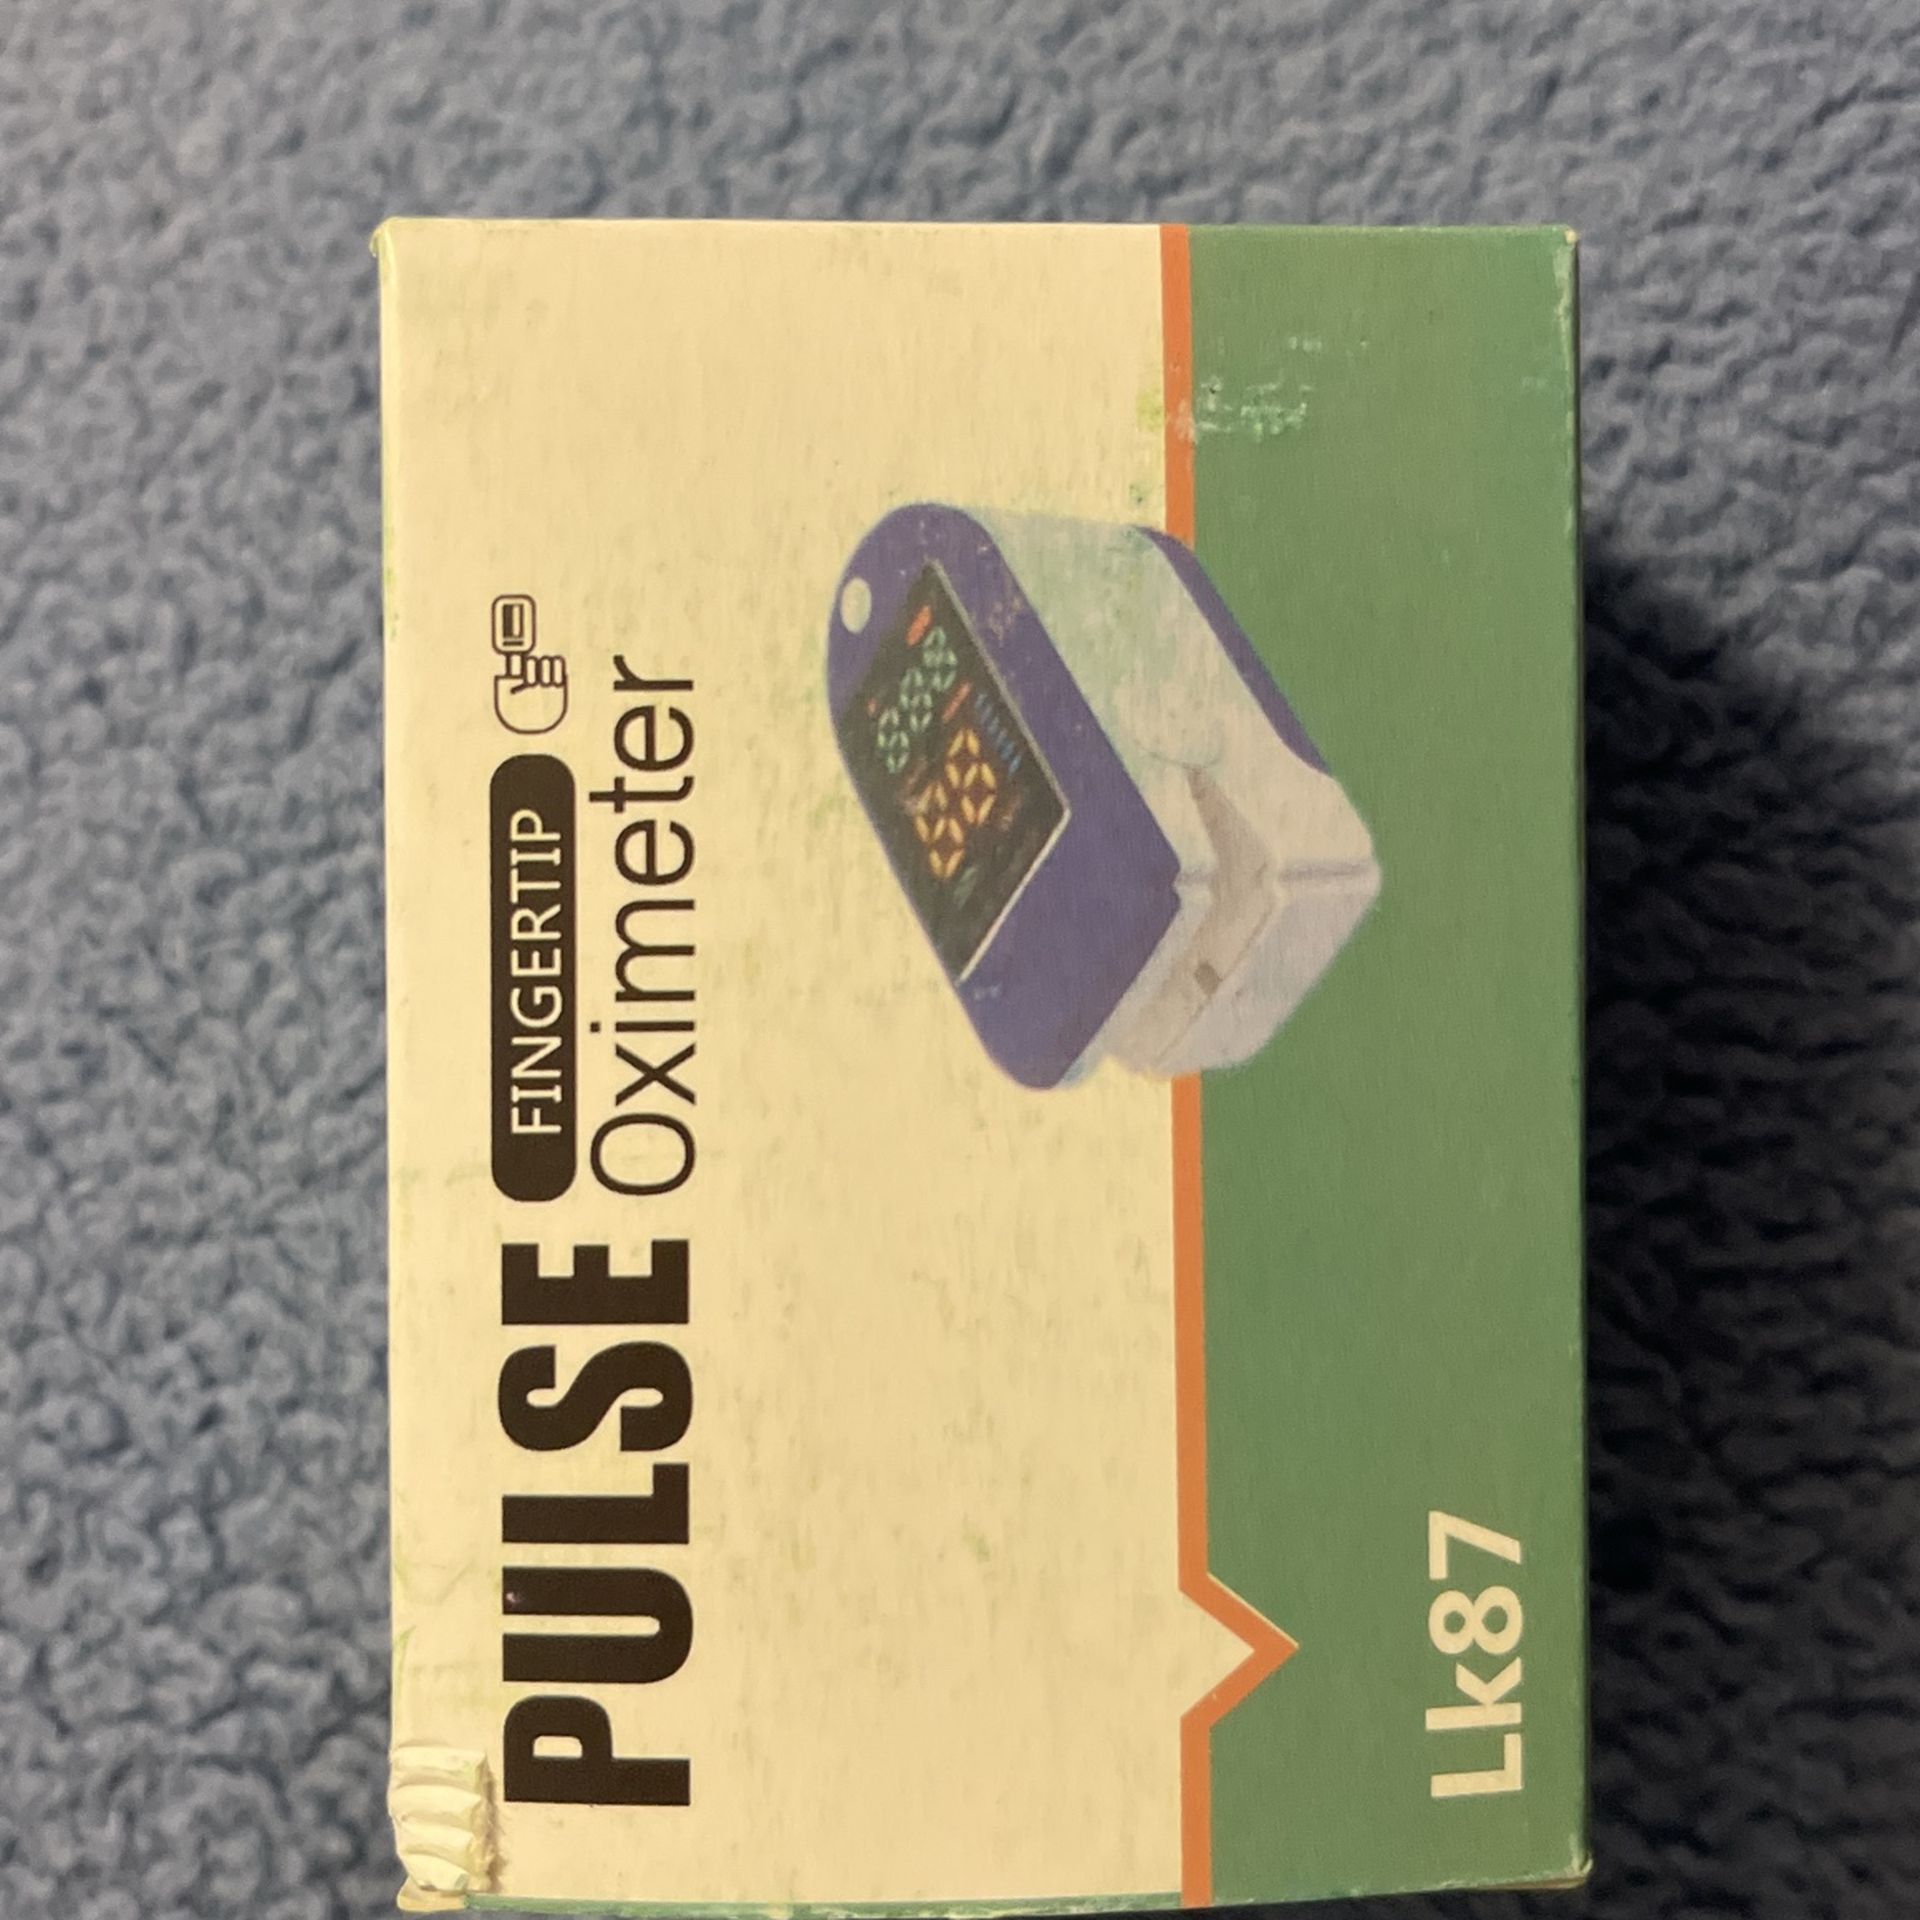 PULSE
FINGERTIP
Oximeter
Lk87